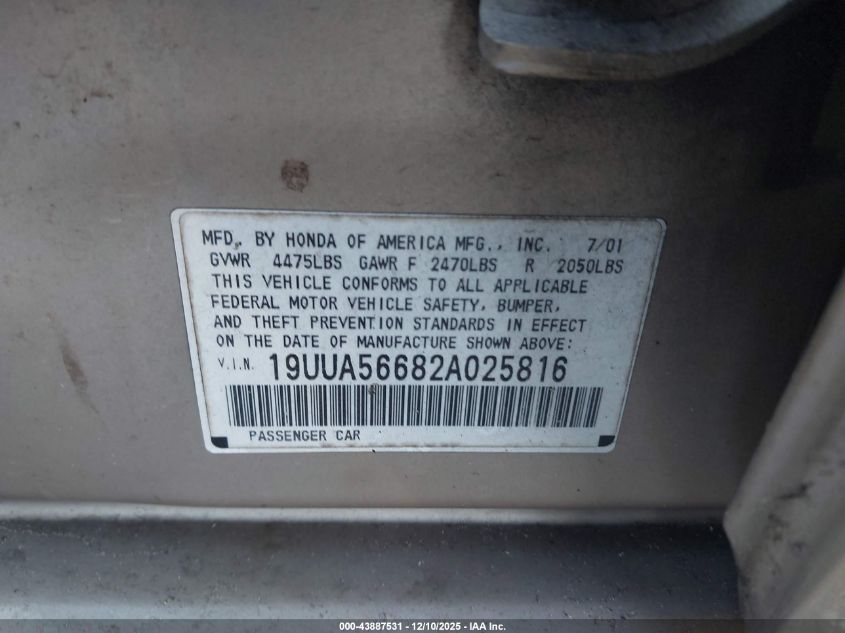 MFD. BY HONDA OF AMERICA MFG., INC. 7/01
GVWR 4475LBS GAWR F 2470LBS R 2050LBS
THIS VEHICLE CONFORMS TO ALL APPLICABLE
FEDERAL MOTOR VEHICLE SAFETY, BUMPER,
AND THEFT PREVENTION STANDARDS IN EFFECT
ON THE DATE OF MANUFACTURE SHOWN ABOVE:
V.I.N. 19UUA56682A025816
PASSENGER CAR
000-43887531 - 12/10/2025 - IAA Inc.